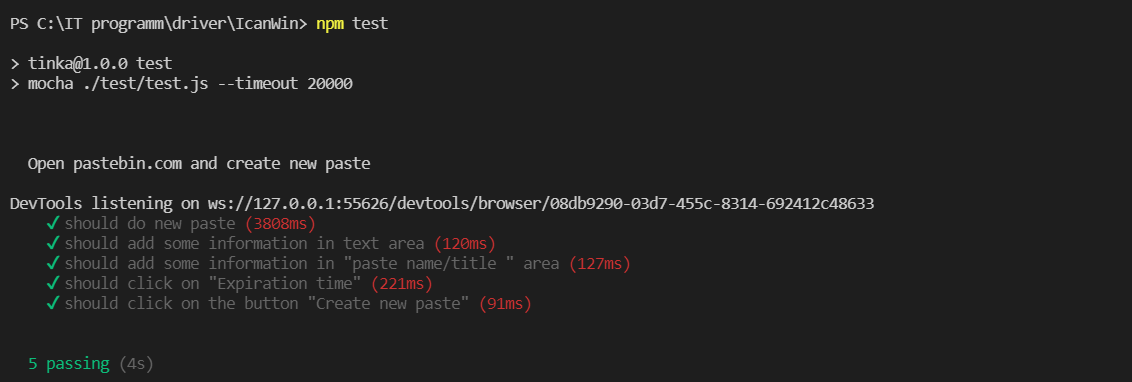 PS C:\IT programm\driver\IcanWin> npm test
> tinka@1.0.0 test
> mocha ./test/test.js --timeout 20000
Open pastebin.com and create new paste
DevTools listening on ws://127.0.0.1:55626/devtools/browser/08db9290-03d7-455c-8314-692412c48633
✓ should do new paste (3808ms)
✓ should add some information in text area (120ms)
✓ should add some information in "paste name/title " area (127ms)
✓ should click on "Expiration time" (221ms)
✓ should click on the button "Create new paste" (91ms)
5 passing (4s)